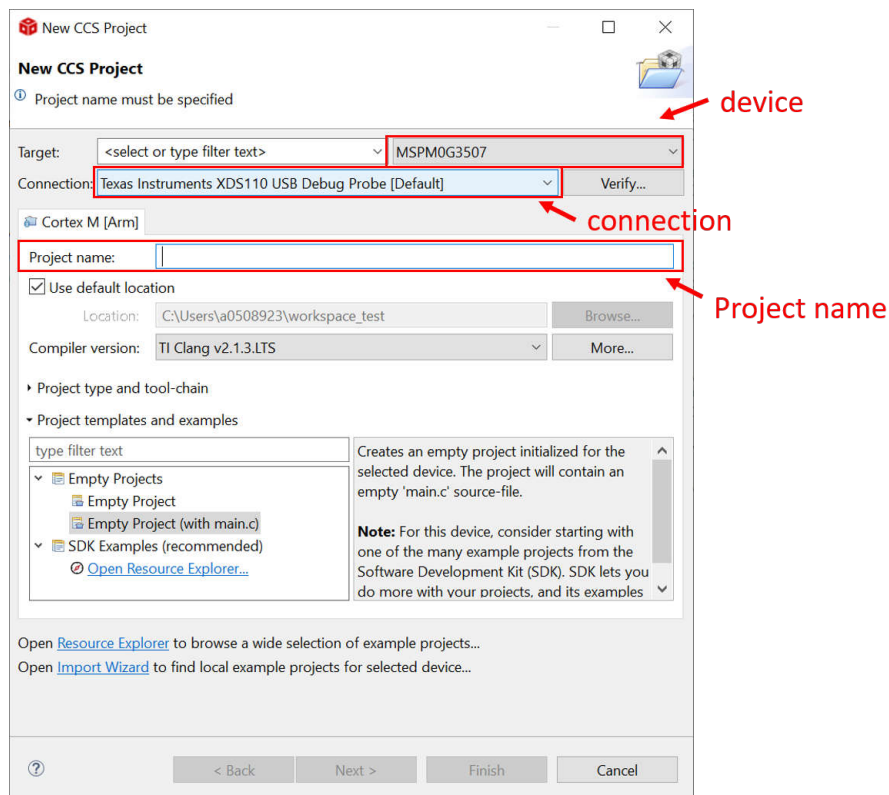 New CCS Project
New CCS Project
Project name must be specified
device
Target: <select or type filter text> MSPM0G3507
Connection: Texas Instruments XDS110 USB Debug Probe [Default] Verify...
connection
Cortex M [Arm]
Project name:
Project name
Use default location
Location: C:\Users\a0508923\workspace_test Browse...
Compiler version: TI Clang v2.1.3.LTS More...
Project type and tool-chain
Project templates and examples
type filter text
Empty Projects
Empty Project
Empty Project (with main.c)
SDK Examples (recommended)
Open Resource Explorer...
Creates an empty project initialized for the
selected device. The project will contain an
empty 'main.c' source-file.
Note: For this device, consider starting with
one of the many example projects from the
Software Development Kit (SDK). SDK lets you
do more with your projects, and its examples
Open Resource Explorer to browse a wide selection of example projects...
Open Import Wizard to find local example projects for selected device...
? < Back Next > Finish Cancel